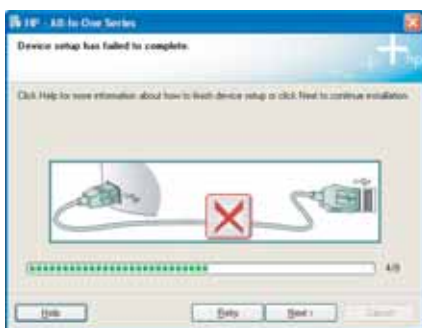 HP - All-In-One Series
Device setup has failed to complete.
hp
Click Help for more information about how to finish device setup or click Next to continue installation.
4/8
Help
Retry
Next >
Cancel